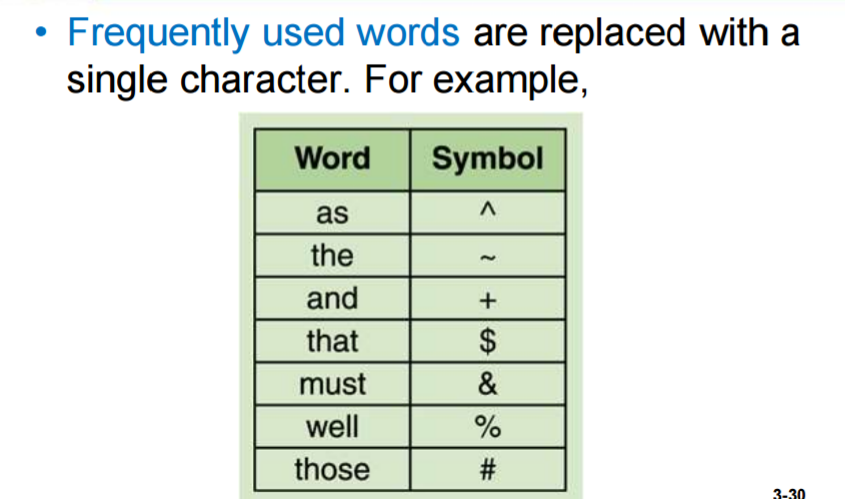 • Frequently used words are replaced with a
single character. For example,
Word Symbol
as ^
the ~
and +
that $
must &
well %
those #
3-30